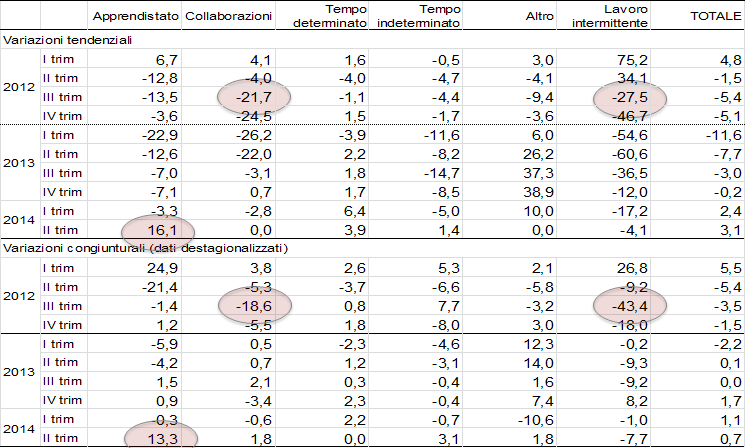 Apprendistato Collaborazioni Tempo determinato Tempo indeterminato Altro Lavoro intermittente TOTALE
Variazioni tendenziali
2012 I trim 6,7 4,1 1,6 -0,5 3,0 75,2 4,8
II trim -12,8 -4,0 -4,0 -4,7 -4,1 34,1 -1,5
III trim -13,5 -21,7 -1,1 -4,4 -9,4 -27,5 -5,4
IV trim -3,6 -24,5 1,5 -1,7 -3,6 -46,7 -5,1
2013 I trim -22,9 -26,2 -3,9 -11,6 6,0 -54,6 -11,6
II trim -12,6 -22,0 2,2 -8,2 26,2 -60,6 -7,7
III trim -7,0 -3,1 1,8 -14,7 37,3 -36,5 -3,0
IV trim -7,1 0,7 1,7 -8,5 38,9 -12,0 -0,2
2014 I trim -3,3 -2,8 6,4 -5,0 10,0 -17,2 2,4
II trim 16,1 0,0 3,9 1,4 0,0 -4,1 3,1
Variazioni congiunturali (dati destagionalizzati)
2012 I trim 24,9 3,8 2,6 5,3 2,1 26,8 5,5
II trim -21,4 -5,3 -3,7 -6,6 -5,8 -9,2 -5,4
III trim -1,4 -18,6 0,8 7,7 -3,2 -43,4 -3,5
IV trim 1,2 -5,5 1,8 -8,0 3,0 -18,0 -1,5
2013 I trim -5,9 0,5 -2,3 -4,6 12,3 -0,2 -2,2
II trim -4,2 0,7 1,2 -3,1 14,0 -9,3 0,1
III trim 1,5 2,1 0,3 -0,4 1,6 -9,2 0,0
IV trim 0,9 -3,4 2,3 -0,4 7,4 8,2 1,7
2014 I trim -0,3 -0,6 2,2 -0,7 -10,6 -1,0 1,1
II trim 13,3 1,8 0,0 3,1 1,8 -7,7 0,7